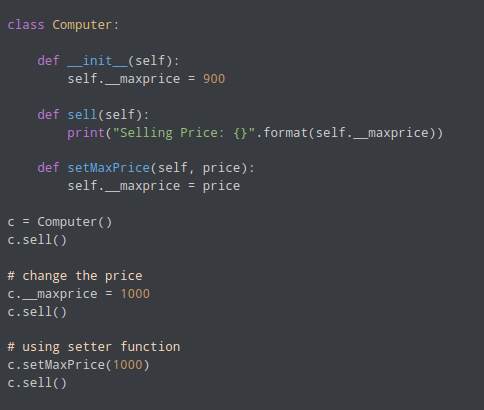 class Computer:
    def __init__(self):
        self.__maxprice = 900
    def sell(self):
        print("Selling Price: {}".format(self.__maxprice))
    def setMaxPrice(self, price):
        self.__maxprice = price
c = Computer()
c.sell()
# change the price
c.__maxprice = 1000
c.sell()
# using setter function
c.setMaxPrice(1000)
c.sell()